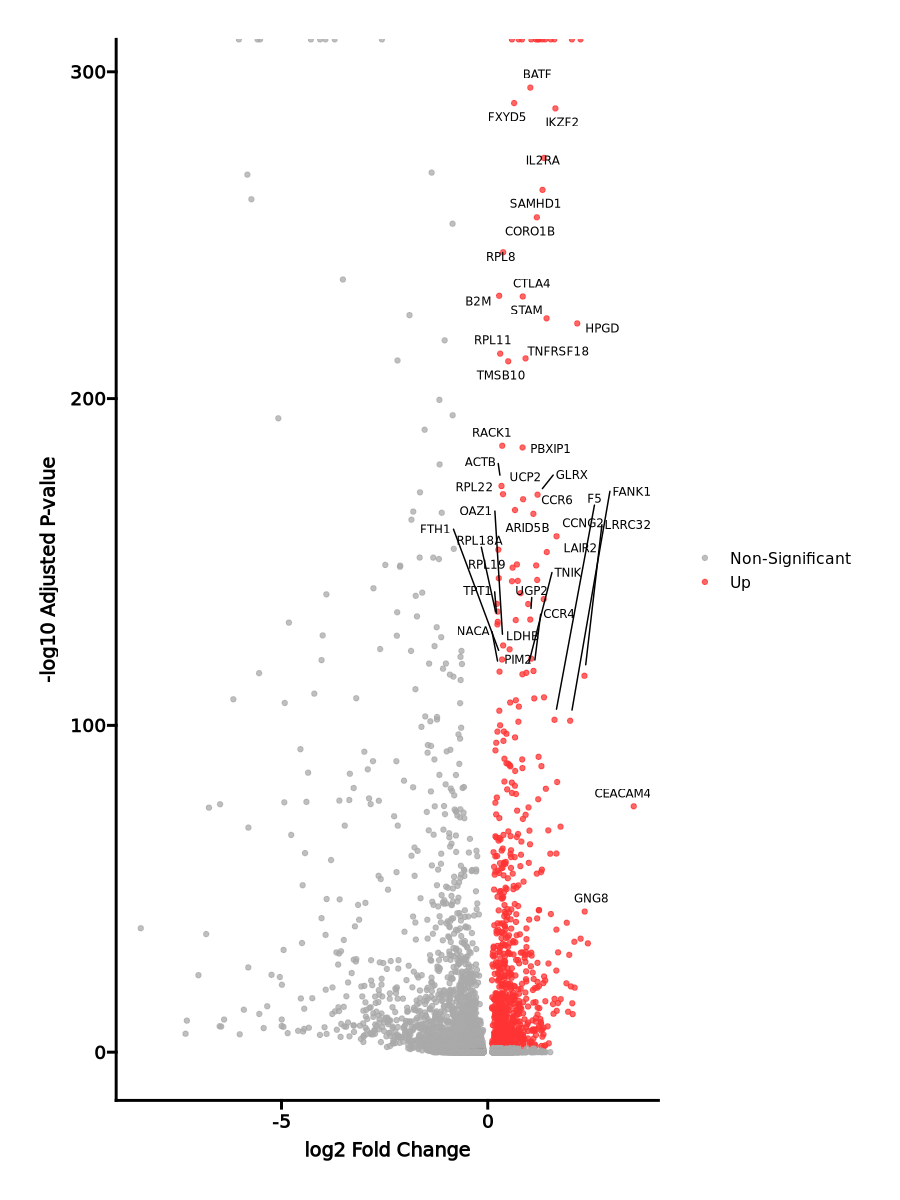 300
BATF
FXYD5
IKZF2
IL2RA
SAMHD1
CORO1B
RPL8
CTLA4
B2M
STAM
HPGD
RPL11
TNFRSF18
TMSB10
200
RACK1
PBXIP1
ACTB
UCP2
GLRX
RPL22
CCR6
F5
FANK1
OAZ1
FTH1
ARID5B
CCNG2
LRRC32
RPL18A
LAIR2
RPL19
TNIK
Non-Significant
Up
TPT1
UGP2
CCR4
NACA
LDHB
PIM2
100
CEACAM4
GNG8
0
-5
0
log2 Fold Change
-log10 Adjusted P-value